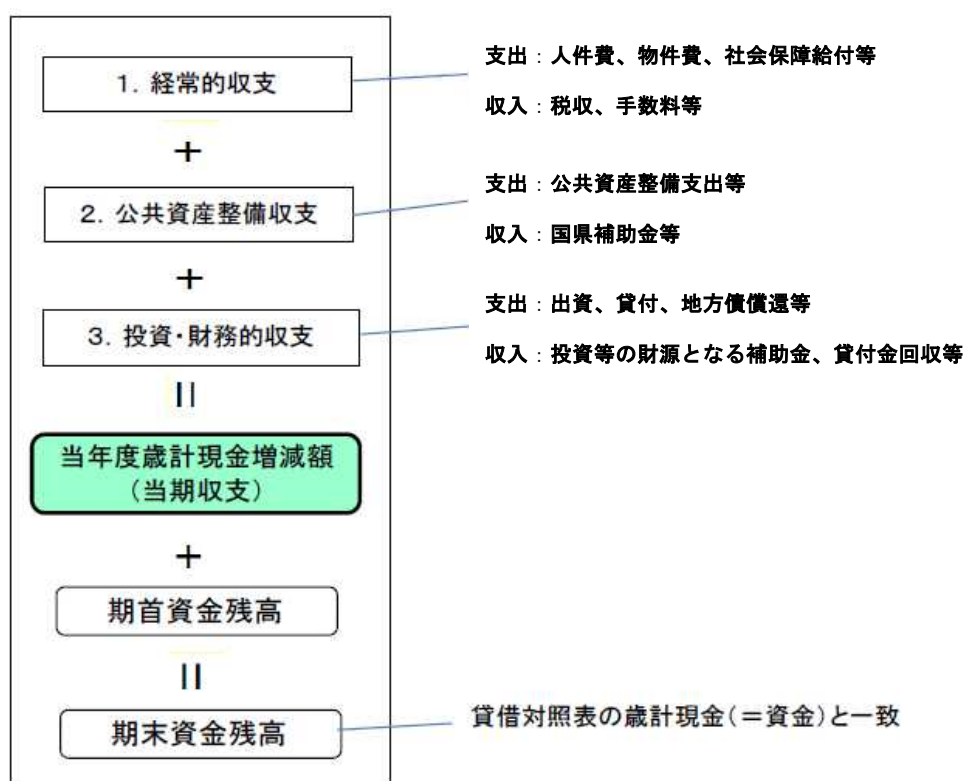 1. 経常的収支
支出:人件費、物件費、社会保障給付等
収入:税収、手数料等
+
2. 公共資産整備収支
支出:公共資産整備支出等
収入:国県補助金等
+
3. 投資・財務的収支
支出:出資、貸付、地方債償還等
収入:投資等の財源となる補助金、貸付金回収等
=
当年度歳計現金増減額
(当期収支)
+
期首資金残高
=
期末資金残高
貸借対照表の歳計現金(=資金)と一致